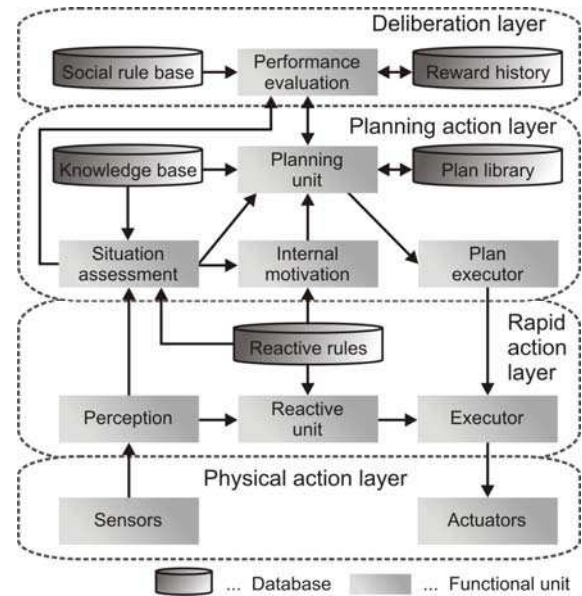 Deliberation layer
Social rule base
Performance
evaluation
Reward history
Planning action layer
Knowledge base
Planning
unit
Plan library
Situation
assessment
Internal
motivation
Plan
executor
Reactive rules
Rapid
action
layer
Perception
Reactive
unit
Executor
Physical action layer
Sensors
Actuators
... Database
... Functional unit